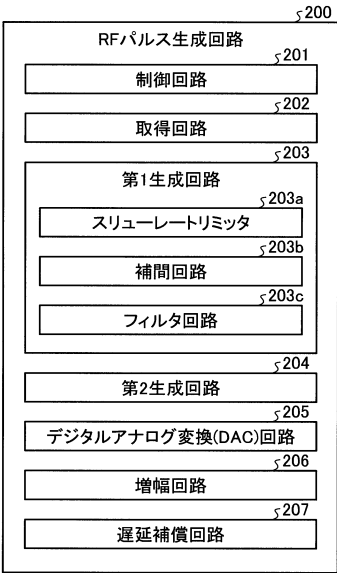 200
RFパルス生成回路
201
制御回路
202
取得回路
203
第1生成回路
203a
スリューレートリミッタ
203b
補間回路
203c
フィルタ回路
204
第2生成回路
205
デジタルアナログ変換(DAC)回路
206
増幅回路
207
遅延補償回路